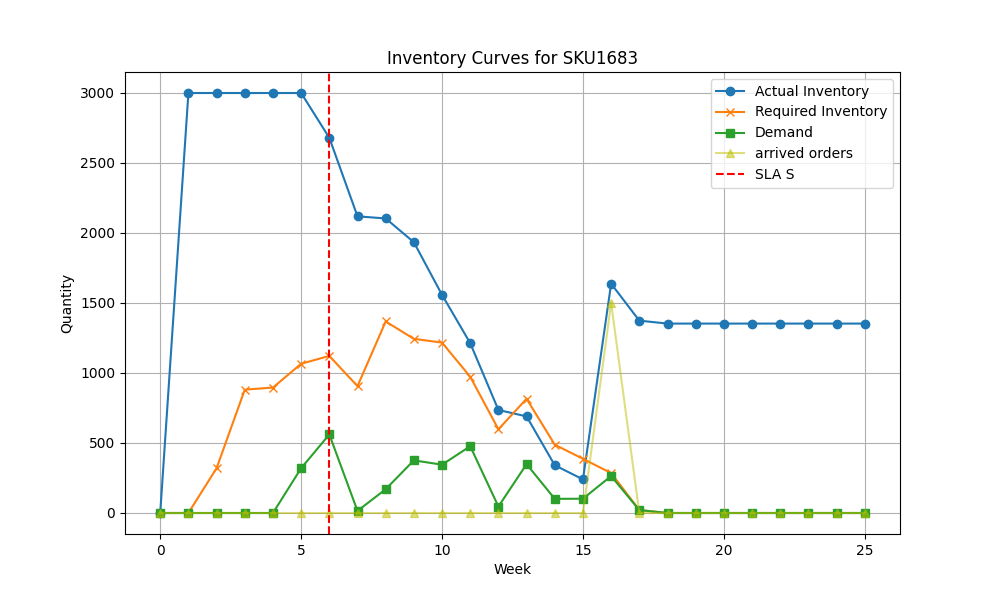 Inventory Curves for SKU1683
Actual Inventory
Required Inventory
Demand
arrived orders
SLA S
3000
2500
2000
1500
1000
500
0
Quantity
0 5 10 15 20 25
Week